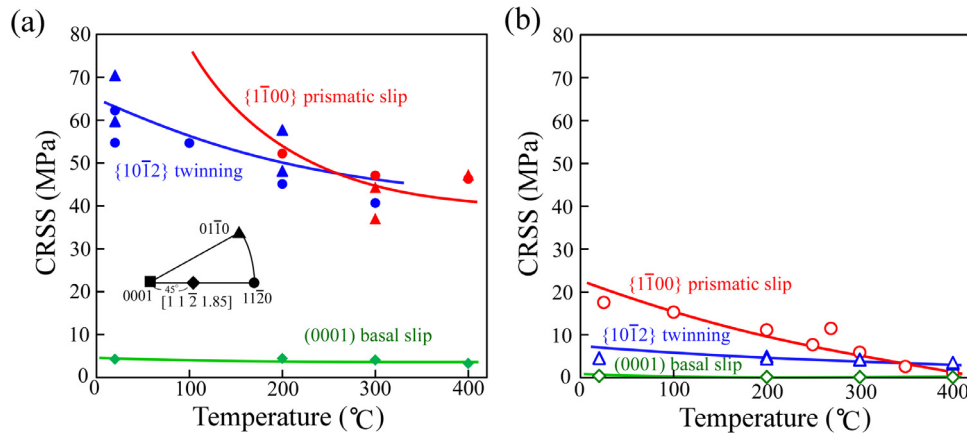 (a)
80
70
60
50
40
30
20
10
0
CRSS (MPa)
{11̅00} prismatic slip
{101̅2} twinning
011̅0
0001
45°
112̅0
[1 1 2̅ 1.85]
(0001) basal slip
0 100 200 300 400
Temperature (℃)
(b)
80
70
60
50
40
30
20
10
0
CRSS (MPa)
{11̅00} prismatic slip
{101̅2} twinning
(0001) basal slip
100 200 300 400
Temperature (℃)